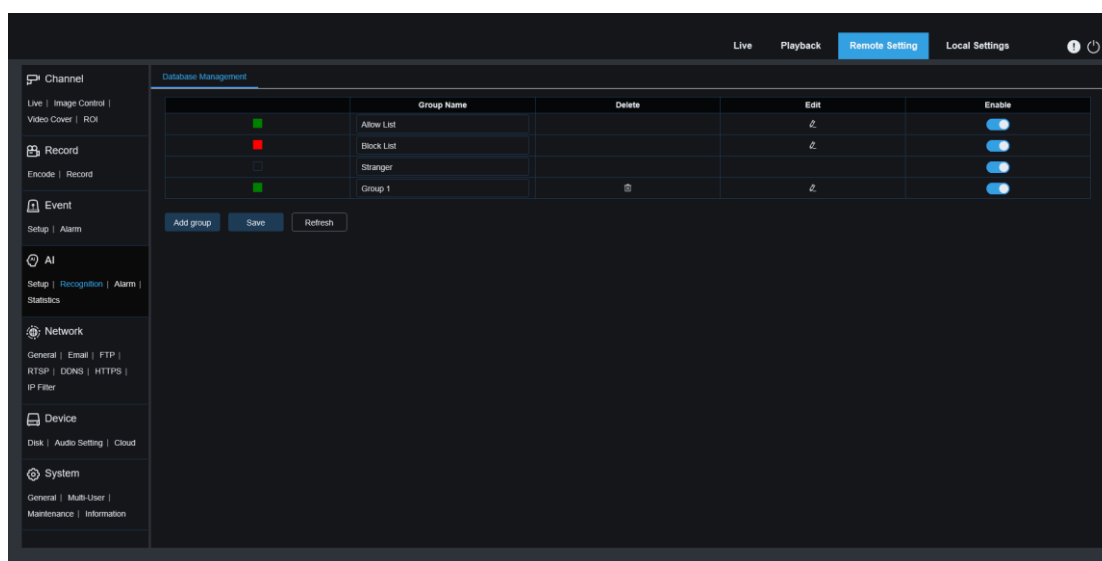 Live Playback Remote Setting Local Settings
Channel
Live | Image Control |
Video Cover | ROI
Record
Encode | Record
Event
Setup | Alarm
AI
Setup | Recognition | Alarm |
Statistics
Network
General | Email | FTP |
RTSP | DDNS | HTTPS |
IP Filter
Device
Disk | Audio Setting | Cloud
System
General | Multi-User |
Maintenance | Information
Database Management
Group Name Delete Edit Enable
Allow List
Block List
Stranger
Group 1
Add group Save Refresh